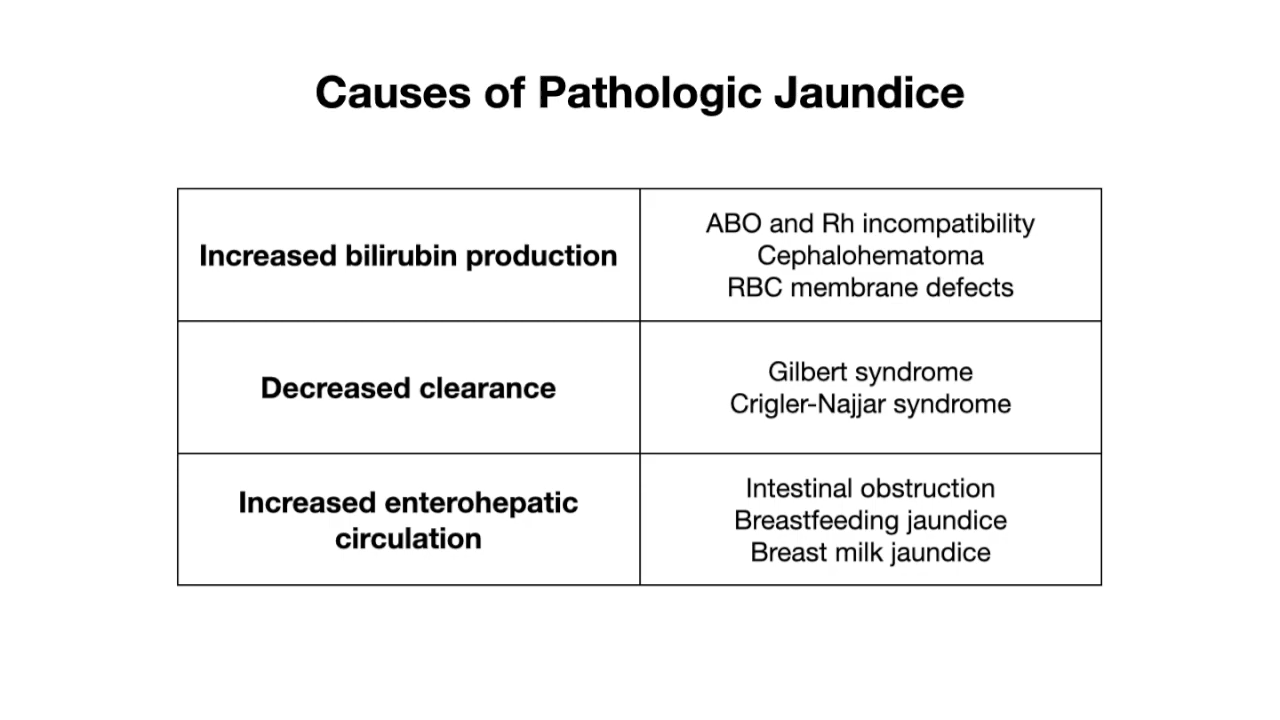 Causes of Pathologic Jaundice
Increased bilirubin production
ABO and Rh incompatibility
Cephalohematoma
RBC membrane defects
Decreased clearance
Gilbert syndrome
Crigler-Najjar syndrome
Increased enterohepatic
circulation
Intestinal obstruction
Breastfeeding jaundice
Breast milk jaundice